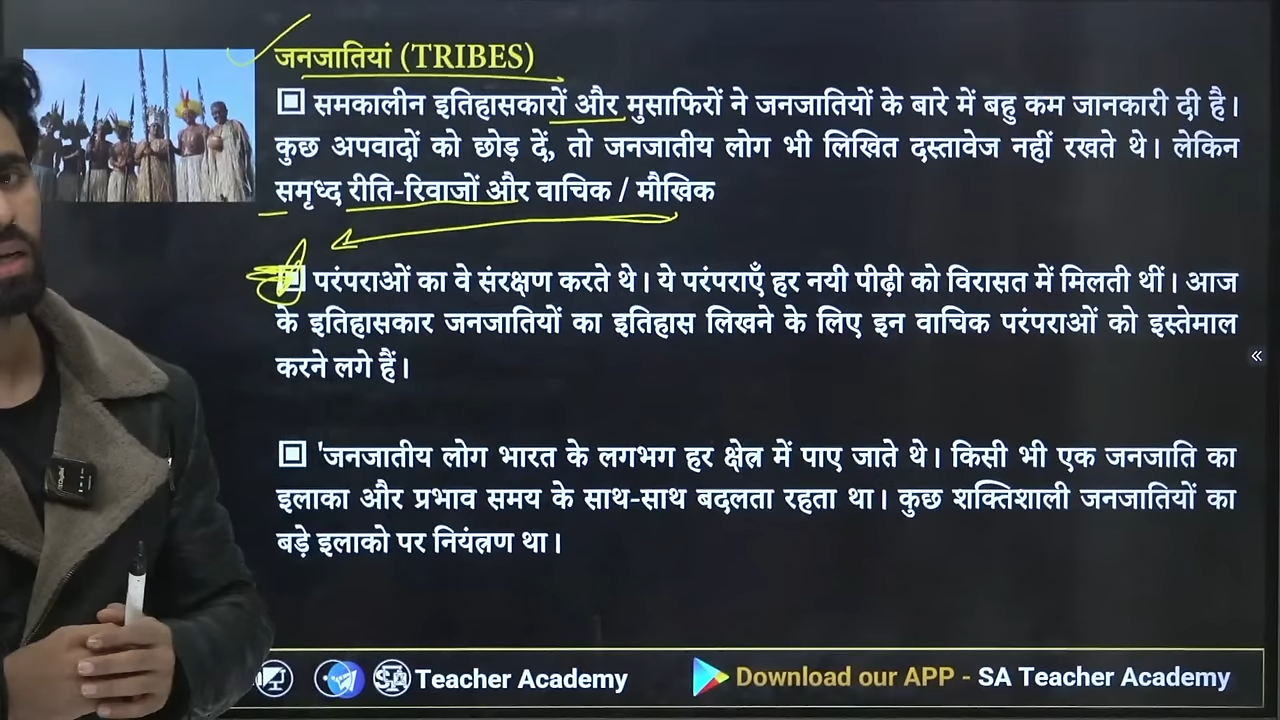 जनजातियां (TRIBES)
समकालीन इतिहासकारों और मुसाफिरों ने जनजातियों के बारे में बहु कम जानकारी दी है।
कुछ अपवादों को छोड़ दें, तो जनजातीय लोग भी लिखित दस्तावेज नहीं रखते थे। लेकिन
समृध्द रीति-रिवाजों और वाचिक / मौखिक
परंपराओं का वे संरक्षण करते थे। ये परंपराएँ हर नयी पीढ़ी को विरासत में मिलती थीं। आज
के इतिहासकार जनजातियों का इतिहास लिखने के लिए इन वाचिक परंपराओं को इस्तेमाल
करने लगे हैं।
'जनजातीय लोग भारत के लगभग हर क्षेत्र में पाए जाते थे। किसी भी एक जनजाति का
इलाका और प्रभाव समय के साथ-साथ बदलता रहता था। कुछ शक्तिशाली जनजातियों का
बड़े इलाको पर नियंत्रण था।
SA Teacher Academy
Download our APP - SA Teacher Academy